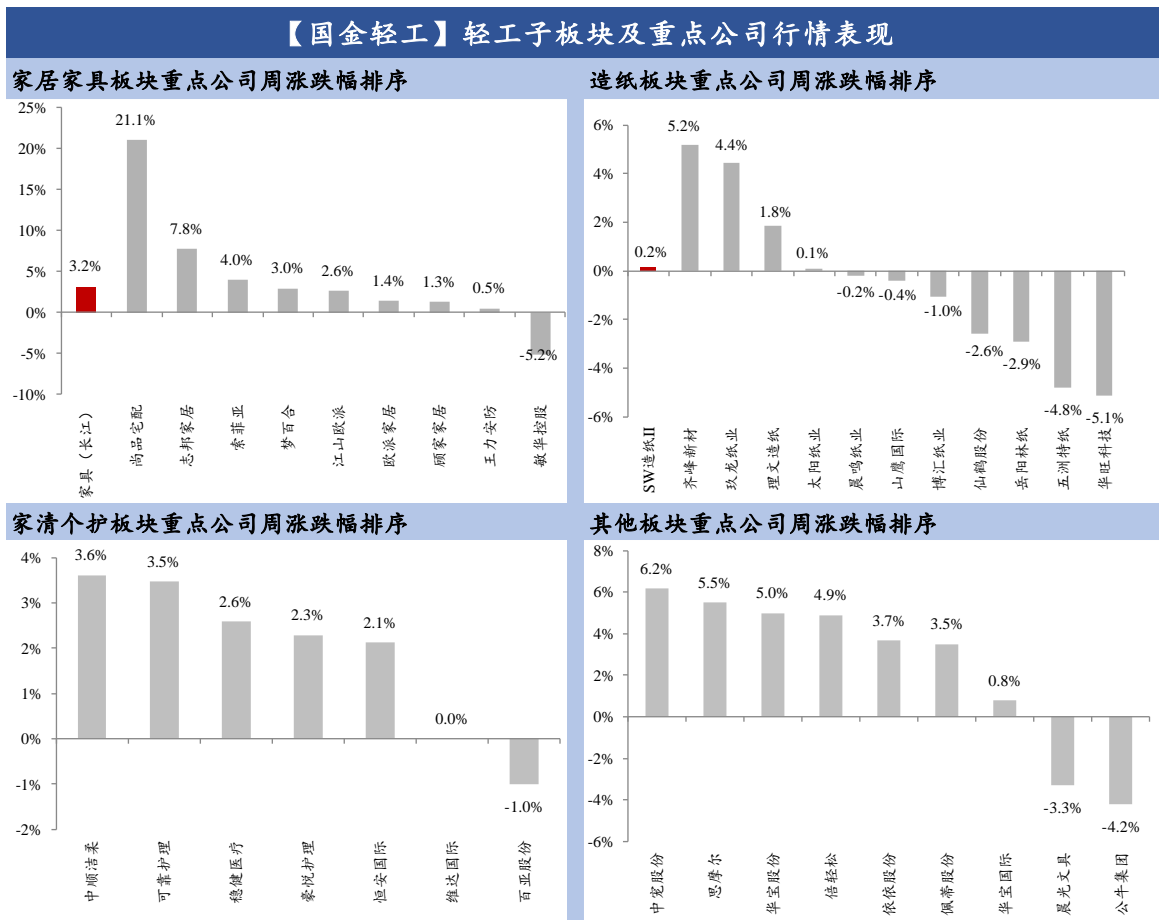 【国金轻工】轻工子板块及重点公司行情表现
家居家具板块重点公司周涨跌幅排序
25%
20%
15%
10%
5%
0%
-5%
-10%
3.2%
21.1%
7.8%
4.0%
3.0%
2.6%
1.4%
1.3%
0.5%
-5.2%
家具（长江）
尚品宅配
志邦家居
索菲亚
梦百合
江山欧派
欧派家居
顾家家居
王力安防
敏华控股
造纸板块重点公司周涨跌幅排序
6%
4%
2%
0%
-2%
-4%
-6%
0.2%
5.2%
4.4%
1.8%
0.1%
-0.2%
-0.4%
-1.0%
-2.6%
-2.9%
-4.8%
-5.1%
SW造纸II
齐峰新材
玖龙纸业
理文造纸
太阳纸业
晨鸣纸业
山鹰国际
博汇纸业
仙鹤股份
岳阳林纸
五洲特纸
华旺科技
家清个护板块重点公司周涨跌幅排序
4%
3%
2%
1%
0%
-1%
-2%
3.6%
3.5%
2.6%
2.3%
2.1%
0.0%
-1.0%
中顺洁柔
可靠护理
稳健医疗
豪悦护理
恒安国际
维达国际
百亚股份
其他板块重点公司周涨跌幅排序
8%
6%
4%
2%
0%
-2%
-4%
-6%
6.2%
5.5%
5.0%
4.9%
3.7%
3.5%
0.8%
-3.3%
-4.2%
中宠股份
思摩尔
华宝股份
倍轻松
依依股份
佩蒂股份
华宝国际
晨光文具
公牛集团